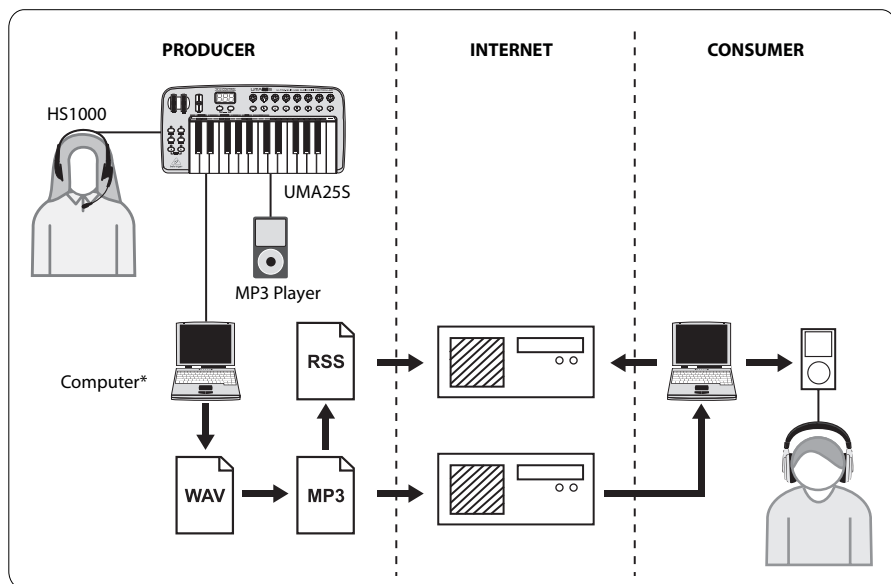 PRODUCER
INTERNET
CONSUMER
HS1000
UMA25S
MP3 Player
Computer*
RSS
WAV
MP3